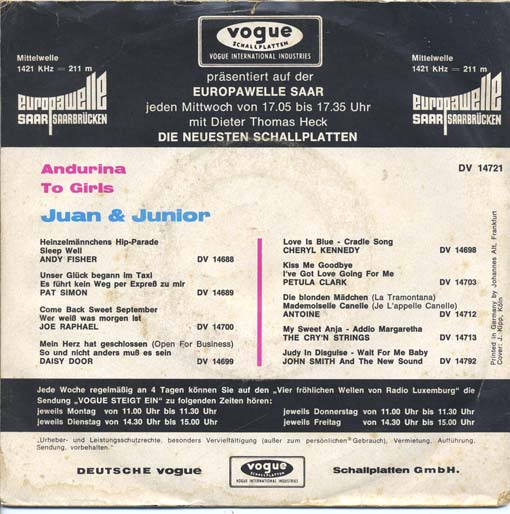 vogue
SCHALLPLATTEN
VOGUE INTERNATIONAL INDUSTRIES
Mittelwelle
1421 KHz = 211 m
europawelle
SAAR SAARBRÜCKEN
präsentiert auf der
EUROPAWELLE SAAR
jeden Mittwoch von 17.05 bis 17.35 Uhr
mit Dieter Thomas Heck
DIE NEUESTEN SCHALLPLATTEN
Mittelwelle
1421 KHz = 211 m
europawelle
SAAR SAARBRÜCKEN
DV 14721
Andurina
To Girls
Juan & Junior
Heinzelmännchens Hip-Parade
Sleep Well
ANDY FISHER DV 14688
Unser Glück begann im Taxi
Es führt kein Weg per Expreß zu mir
PAT SIMON DV 14689
Come Back Sweet September
Wer weiß was morgen ist
JOE RAPHAEL DV 14700
Mein Herz hat geschlossen (Open For Business)
So und nicht anders muß es sein
DAISY DOOR DV 14699
Love Is Blue - Cradle Song
CHERYL KENNEDY DV 14698
Kiss Me Goodbye
I've Got Love Going For Me
PETULA CLARK DV 14703
Die blonden Mädchen (La Tramontana)
Mademoiselle Canelle (Je L'appelle Canelle)
ANTOINE DV 14712
My Sweet Anja - Addio Margaretha
THE CRY'N STRINGS DV 14713
Judy In Disguise - Wait For Me Baby
JOHN SMITH And The New Sound DV 14792
Printed in Germany by Johannes Alt, Frankfurt
Cover: J. Kipp, Köln
Jede Woche regelmäßig an 4 Tagen können Sie auf den „Vier fröhlichen Wellen von Radio Luxemburg“ die
Sendung „VOGUE STEIGT EIN“ zu folgenden Zeiten hören:
jeweils Montag von 11.00 Uhr bis 11.30 Uhr
jeweils Dienstag von 14.30 Uhr bis 15.00 Uhr
jeweils Donnerstag von 11.00 Uhr bis 11.30 Uhr
jeweils Freitag von 14.30 Uhr bis 15.00 Uhr
„Urheber- und Leistungsschutzrechte, besonders Vervielfältigung (außer zum persönlichen Gebrauch), Vermietung, Aufführung,
Sendung, vorbehalten.“
DEUTSCHE vogue
vogue
SCHALLPLATTEN
VOGUE INTERNATIONAL INDUSTRIES
Schallplatten GmbH.